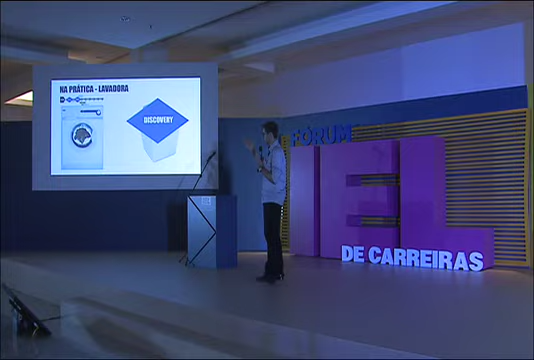 NA PRÁTICA - LAVADORA
DISCOVERY
FÓRUM
IEL
DE CARREIRAS